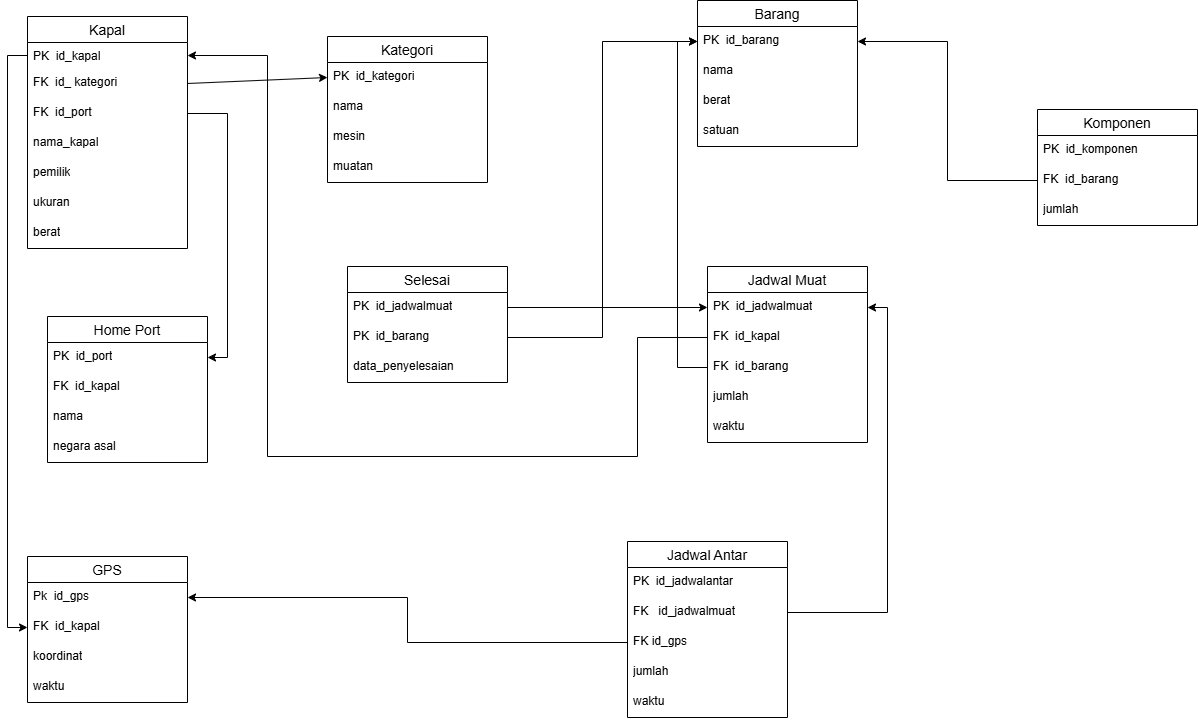 Kapal
PK id_kapal
FK id_ kategori
FK id_port
nama_kapal
pemilik
ukuran
berat
Kategori
PK id_kategori
nama
mesin
muatan
Barang
PK id_barang
nama
berat
satuan
Komponen
PK id_komponen
FK id_barang
jumlah
Selesai
PK id_jadwalmuat
PK id_barang
data_penyelesaian
Jadwal Muat
PK id_jadwalmuat
FK id_kapal
FK id_barang
jumlah
waktu
Home Port
PK id_port
FK id_kapal
nama
negara asal
GPS
Pk id_gps
FK id_kapal
koordinat
waktu
Jadwal Antar
PK id_jadwalantar
FK id_jadwalmuat
FK id_gps
jumlah
waktu